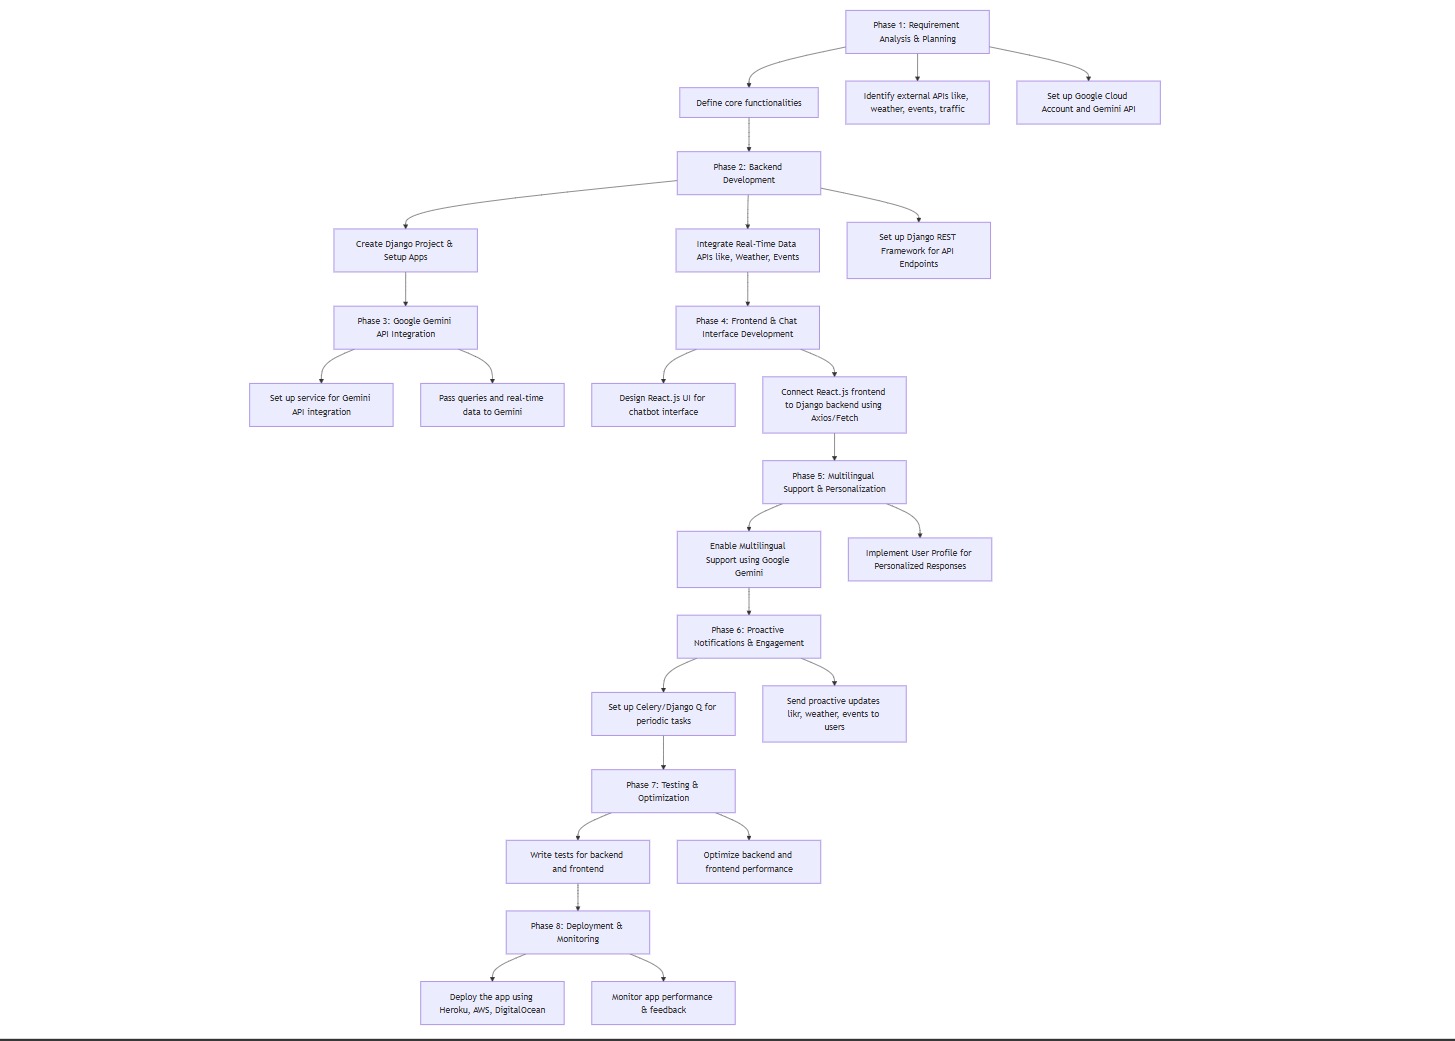 Phase 1: Requirement
Analysis & Planning
Define core functionalities
Identify external APIs like,
weather, events, traffic
Set up Google Cloud
Account and Gemini API
Phase 2: Backend
Development
Create Django Project &
Setup Apps
Integrate Real-Time Data
APIs like, Weather, Events
Set up Django REST
Framework for API
Endpoints
Phase 3: Google Gemini
API Integration
Phase 4: Frontend & Chat
Interface Development
Set up service for Gemini
API integration
Pass queries and real-time
data to Gemini
Design React.js UI for
chatbot interface
Connect React.js frontend
to Django backend using
Axios/Fetch
Phase 5: Multilingual
Support & Personalization
Enable Multilingual
Support using Google
Gemini
Implement User Profile for
Personalized Responses
Phase 6: Proactive
Notifications & Engagement
Set up Celery/Django Q for
periodic tasks
Send proactive updates
likr, weather, events to
users
Phase 7: Testing &
Optimization
Write tests for backend
and frontend
Optimize backend and
frontend performance
Phase 8: Deployment &
Monitoring
Deploy the app using
Heroku, AWS, DigitalOcean
Monitor app performance
& feedback